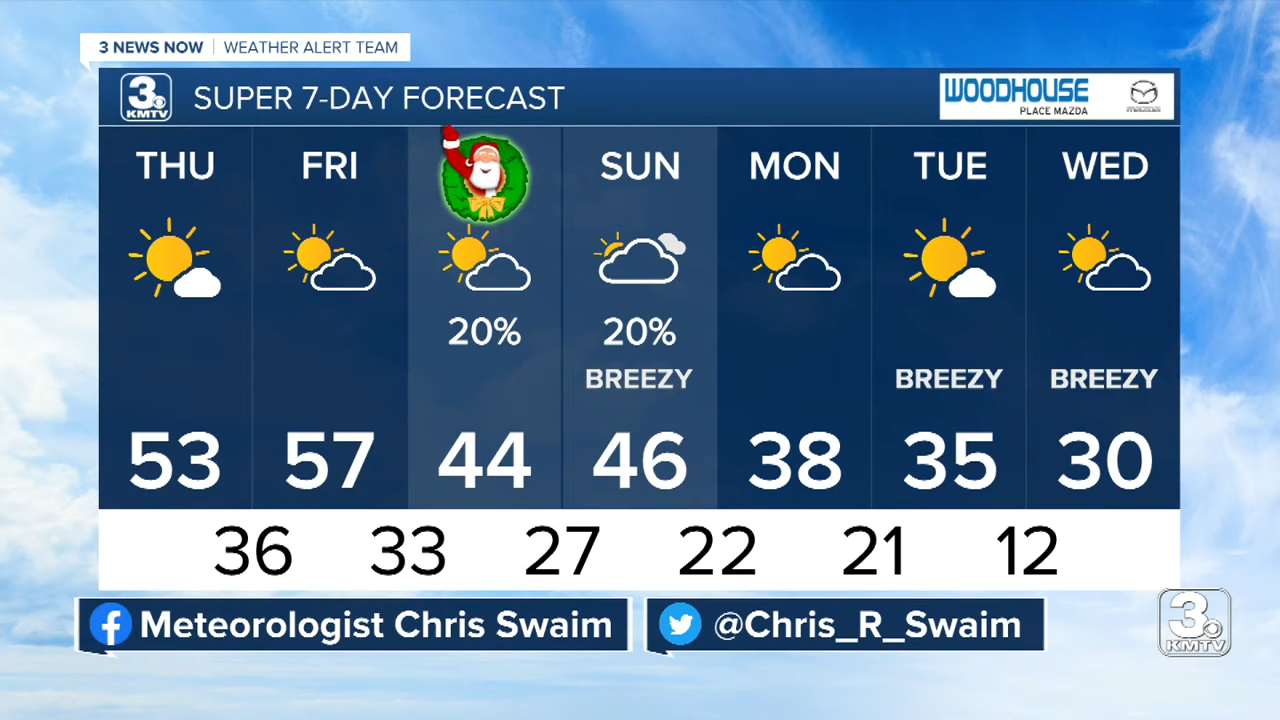 3 NEWS NOW | WEATHER ALERT TEAM
3 KMTV SUPER 7-DAY FORECAST
WOODHOUSE
PLACE MAZDA
mazda
THU FRI SUN MON TUE WED
20% 20%
BREEZY BREEZY BREEZY
53 57 44 46 38 35 30
36 33 27 22 21 12
Meteorologist Chris Swaim @Chris_R_Swaim
3 KMTV